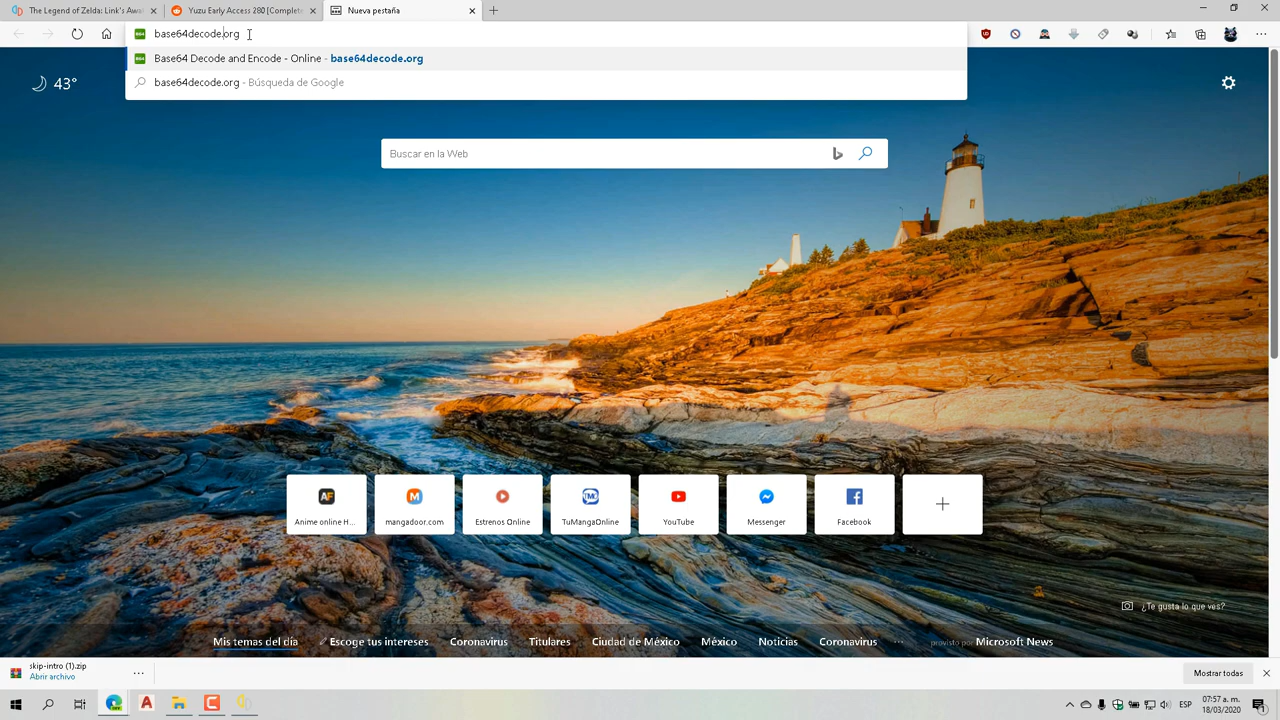 The Legend of Zelda: Link's Awa
Yuzu Early Access 280 [Complete
Nueva pestaña
base64decode.org
Base64 Decode and Encode - Online - base64decode.org
base64decode.org - Búsqueda de Google
43°
Buscar en la Web
Anime online H...
mangadoor.com
Estrenos Online
TuMangaOnline
YouTube
Messenger
Facebook
¿Te gusta lo que ves?
Mis temas del día
Escoge tus intereses
Coronavirus
Titulares
Ciudad de México
México
Noticias
Coronavirus
...
provisto por Microsoft News
skip-intro (1).zip
Abrir archivo
Mostrar todas
ESP
07:57 a. m.
18/03/2020